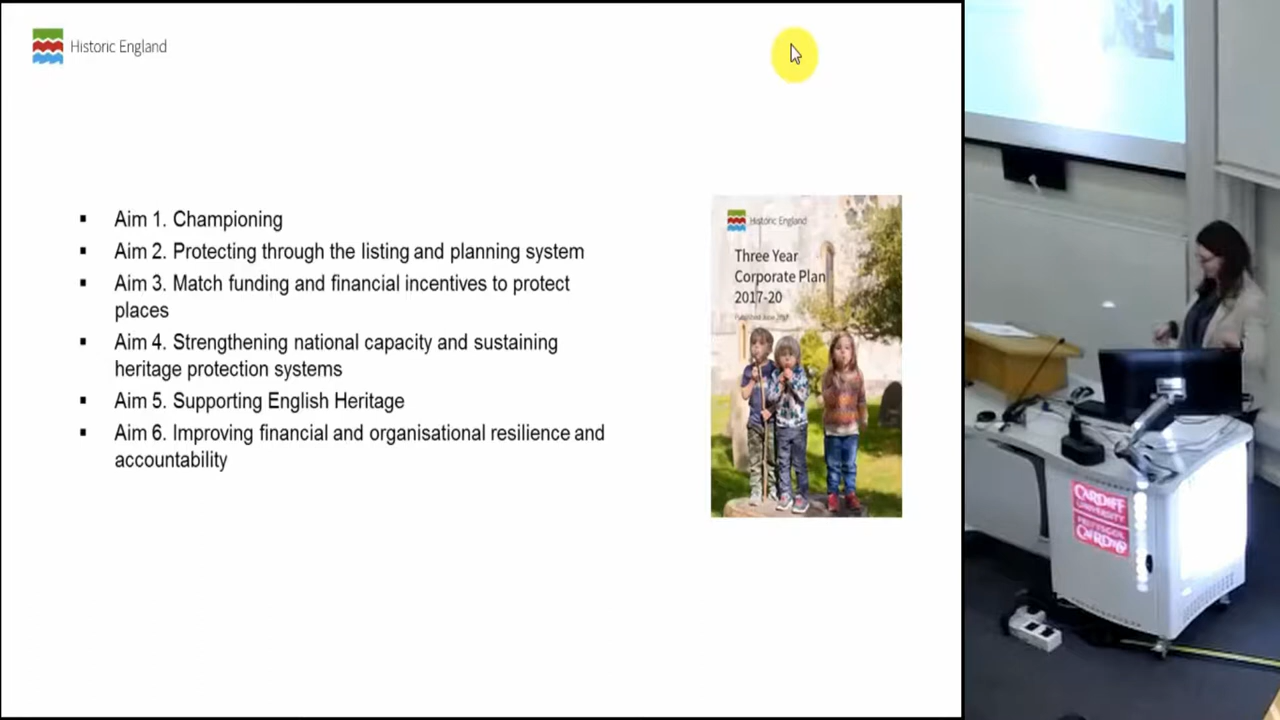 Historic England
▪ Aim 1. Championing
▪ Aim 2. Protecting through the listing and planning system
▪ Aim 3. Match funding and financial incentives to protect
places
▪ Aim 4. Strengthening national capacity and sustaining
heritage protection systems
▪ Aim 5. Supporting English Heritage
▪ Aim 6. Improving financial and organisational resilience and
accountability
Historic England
Three Year
Corporate Plan
2017-20
Published June 2017
CARDIFF
UNIVERSITY
PRIFYSGOL
CAERDYDD